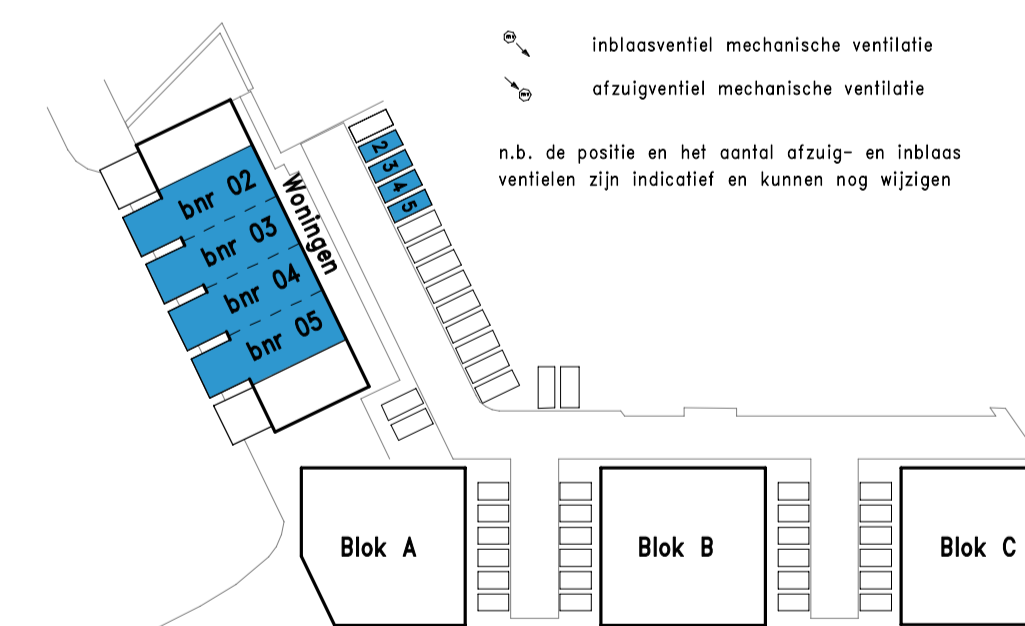 inblaasventiel mechanische ventilatie
afzuigventiel mechanische ventilatie
n.b. de positie en het aantal afzuig- en inblaas
ventielen zijn indicatief en kunnen nog wijzigen
bnr 02
bnr 03
bnr 04
bnr 05
Woningen
2
3
4
5
Blok A
Blok B
Blok C